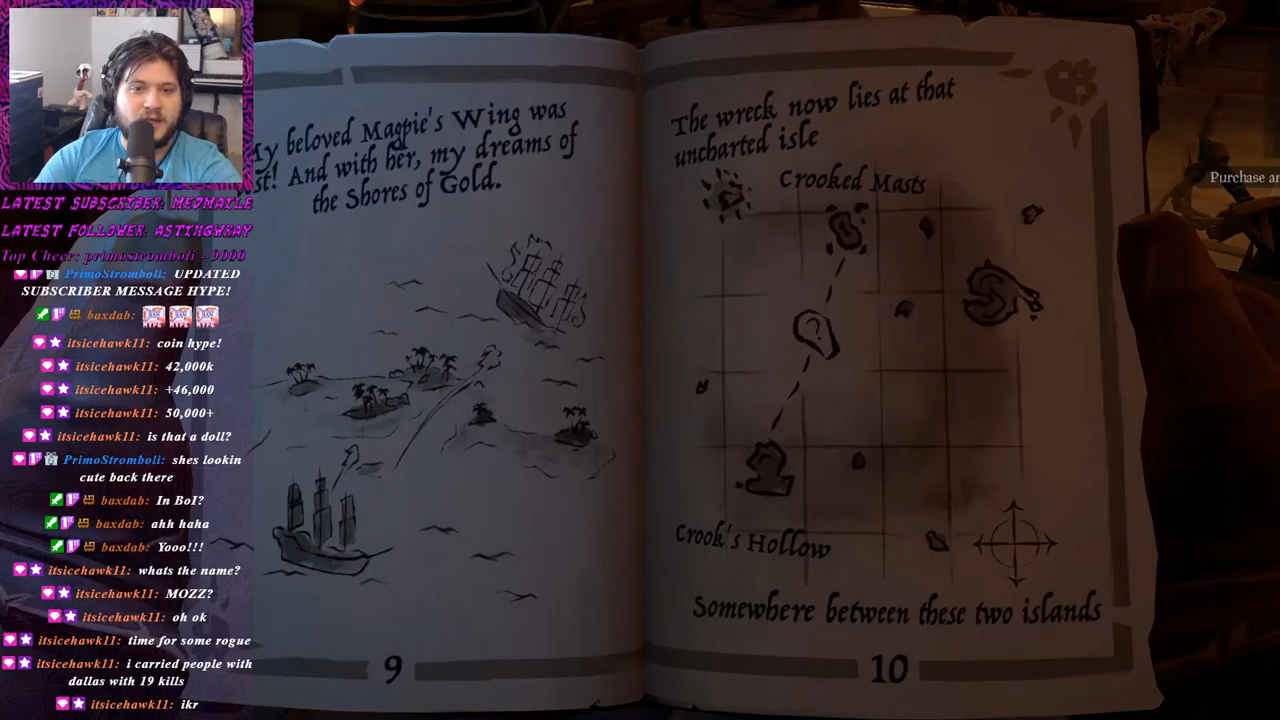 LATEST SUBSCRIBER: MEDMAILE
LATEST FOLLOWER: ASTINGWRAY
Top Cheer: primostromboli - 9000
PrimoStromboli: UPDATED
SUBSCRIBER MESSAGE HYPE!
baxdab:
itsicehawk11: coin hype!
itsicehawk11: 42,000k
itsicehawk11: +46,000
itsicehawk11: 50,000+
itsicehawk11: is that a doll?
PrimoStromboli: shes lookin
cute back there
baxdab: In BoI?
baxdab: ahh haha
baxdab: Yooo!!!
itsicehawk11: whats the name?
itsicehawk11: MOZZ?
itsicehawk11: oh ok
itsicehawk11: time for some rogue
itsicehawk11: i carried people with
dallas with 19 kills
itsicehawk11: ikr
My beloved Magpie's Wing was
And with her, my dreams of
the Shores of Gold.
9
The wreck now lies at that
uncharted isle
Crooked Masts
?
Crook's Hollow
Somewhere between these two islands
10
Purchase